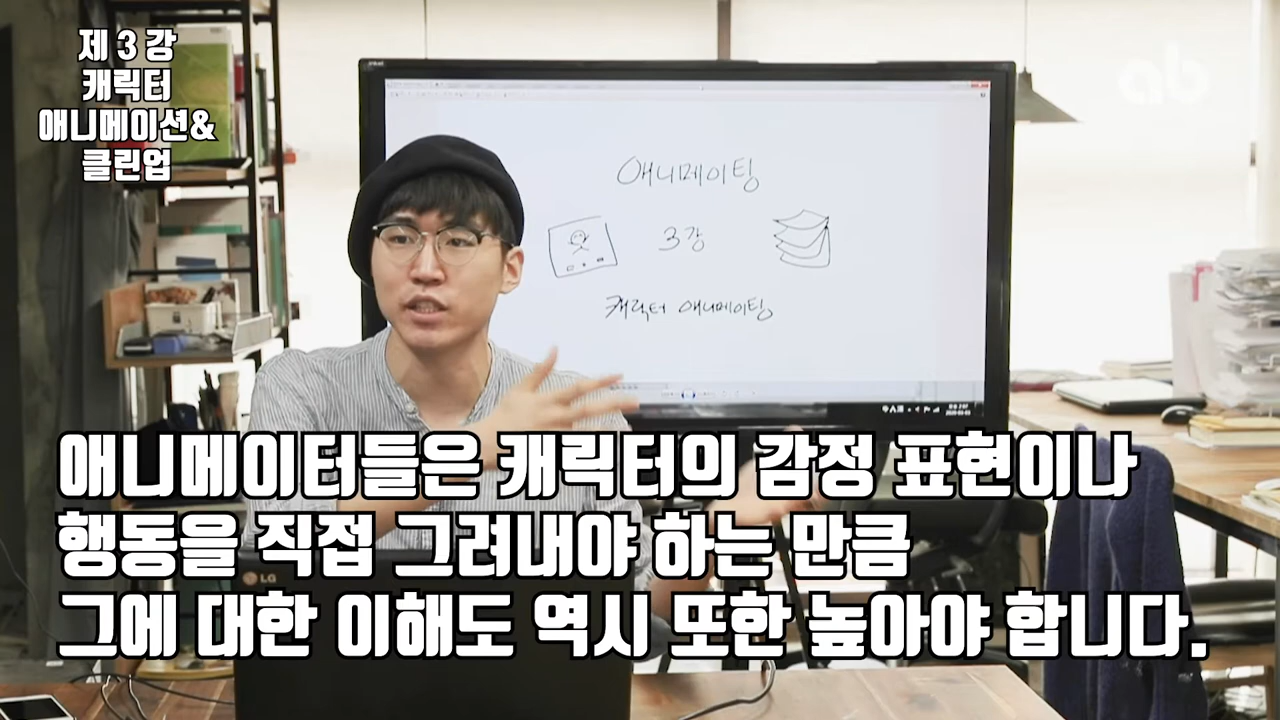 제 3 강
캐릭터
애니메이션&
클린업
ab
애니메이팅
3강
캐릭터 애니메이팅
애니메이터들은 캐릭터의 감정 표현이나
행동을 직접 그려내야 하는 만큼
그에 대한 이해도 역시 또한 높아야 합니다.
LG